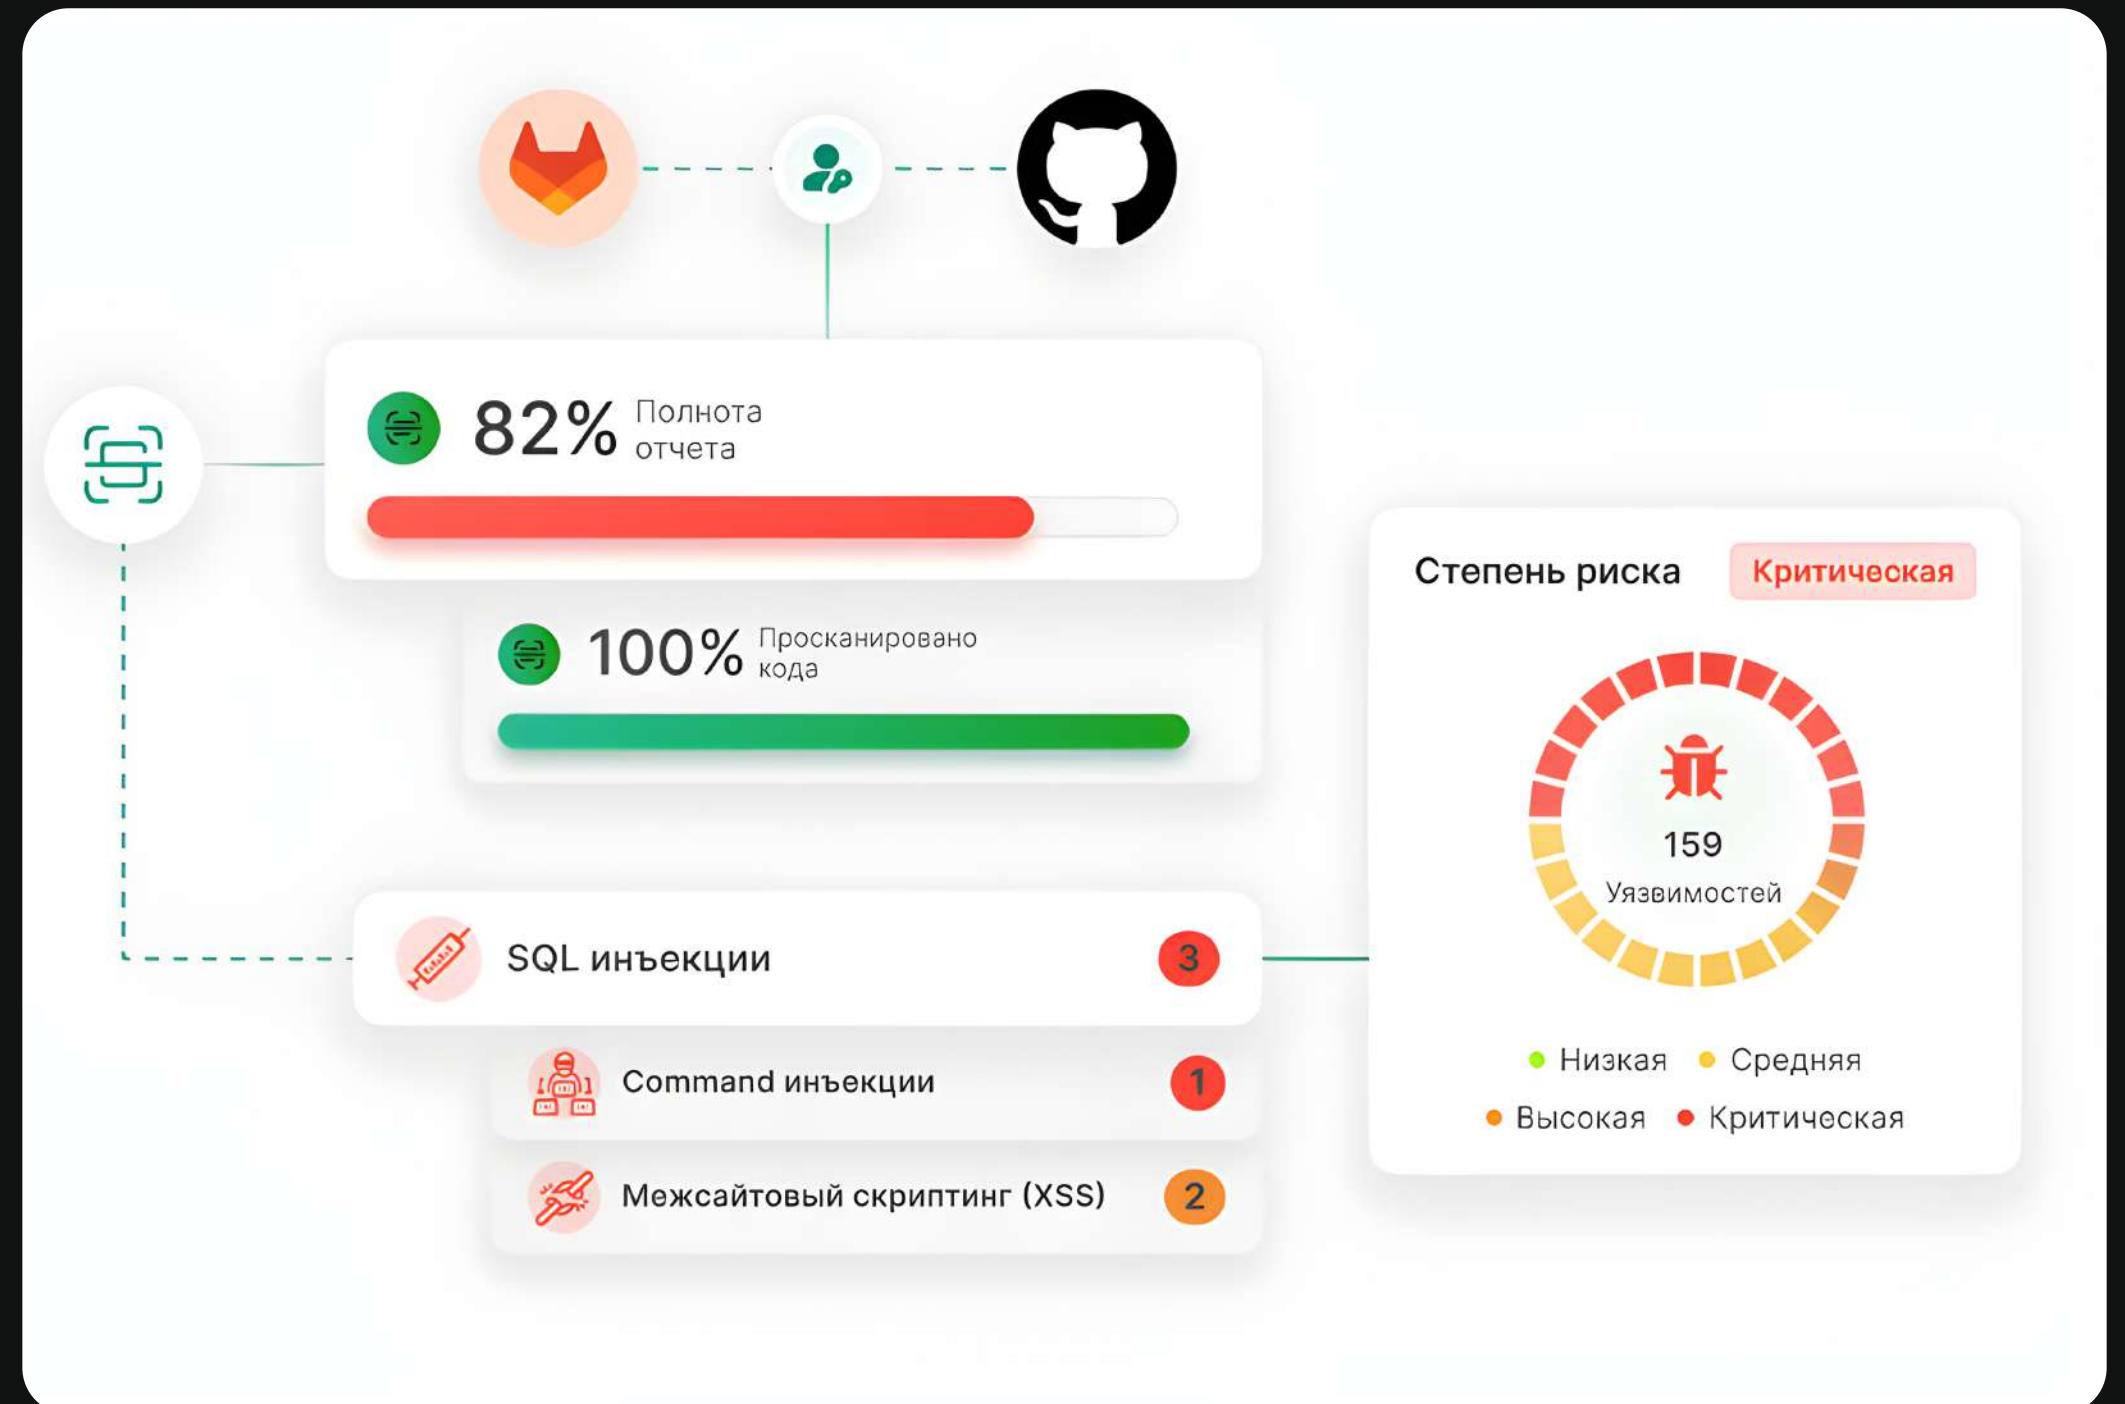 82%
Полнота
отчета
100%
Просканировано
кода
Степень риска
Критическая
159
Уязвимостей
SQL инъекции
3
Command инъекции
1
Межсайтовый скриптинг (XSS)
2
Низкая
Средняя
Высокая
Критическая